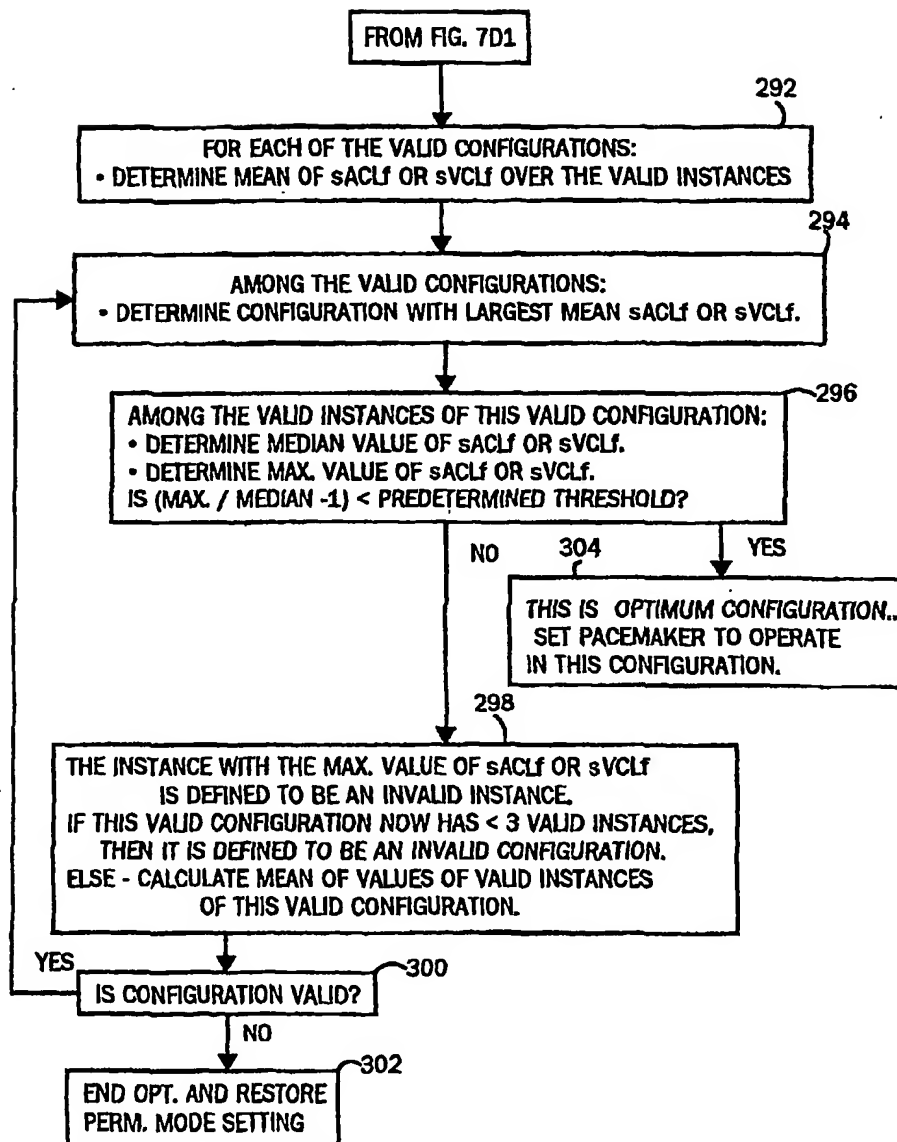 FROM FIG. 7D1
292
FOR EACH OF THE VALID CONFIGURATIONS:
• DETERMINE MEAN OF sACLf OR sVCLf OVER THE VALID INSTANCES
294
AMONG THE VALID CONFIGURATIONS:
• DETERMINE CONFIGURATION WITH LARGEST MEAN sACLf OR sVCLf.
296
AMONG THE VALID INSTANCES OF THIS VALID CONFIGURATION:
• DETERMINE MEDIAN VALUE OF sACLf OR sVCLf.
• DETERMINE MAX. VALUE OF sACLf OR sVCLf.
IS (MAX. / MEDIAN -1) < PREDETERMINED THRESHOLD?
NO
304
YES
THIS IS OPTIMUM CONFIGURATION..
SET PACEMAKER TO OPERATE
IN THIS CONFIGURATION.
298
THE INSTANCE WITH THE MAX. VALUE OF sACLf OR sVCLf
IS DEFINED TO BE AN INVALID INSTANCE.
IF THIS VALID CONFIGURATION NOW HAS < 3 VALID INSTANCES,
THEN IT IS DEFINED TO BE AN INVALID CONFIGURATION.
ELSE - CALCULATE MEAN OF VALUES OF VALID INSTANCES
OF THIS VALID CONFIGURATION.
YES
300
IS CONFIGURATION VALID?
NO
302
END OPT. AND RESTORE
PERM. MODE SETTING